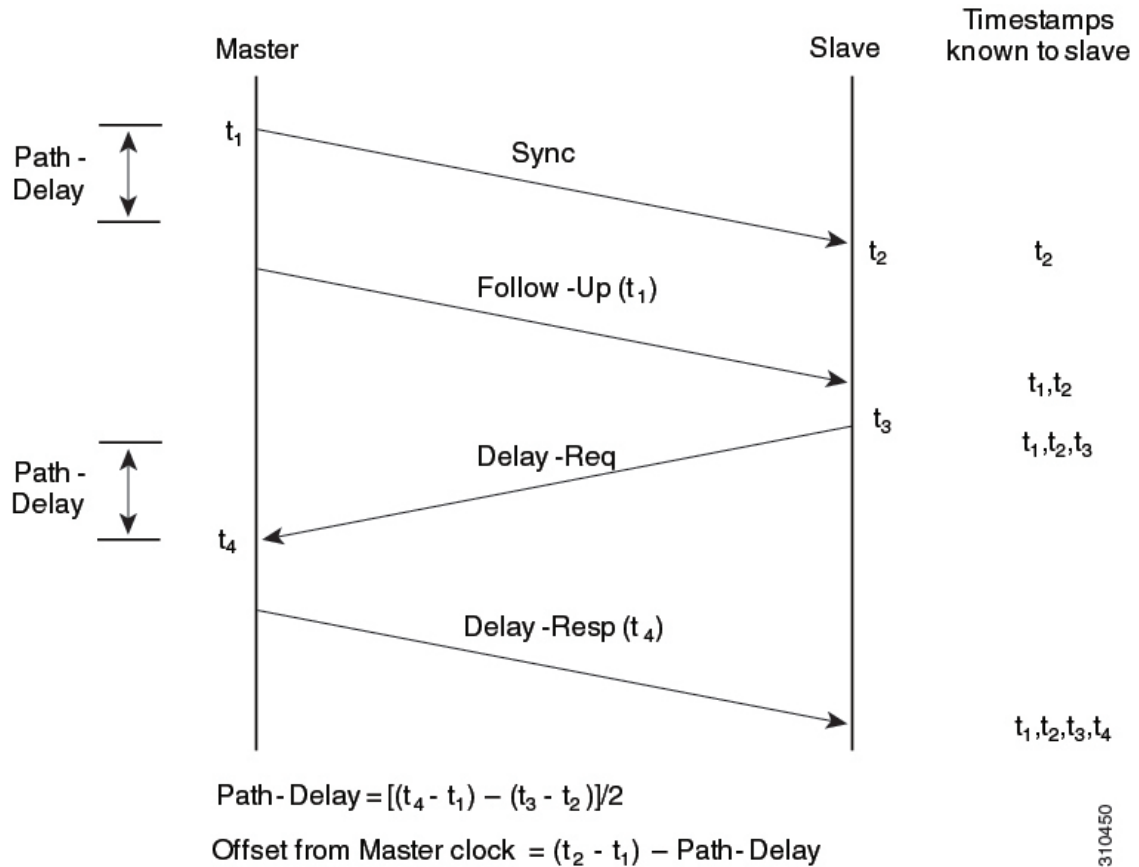 Timestamps
known to slave
Master
Slave
t₁
Path -
Delay
Sync
t₂
t₂
Follow -Up (t₁)
t₁,t₂
t₃
t₁,t₂,t₃
Delay -Req
Path -
Delay
t₄
Delay -Resp (t₄)
t₁,t₂,t₃,t₄
Path- Delay = [(t₄ - t₁) – (t₃ - t₂)]/2
Offset from Master clock = (t₂ - t₁) – Path- Delay
310450